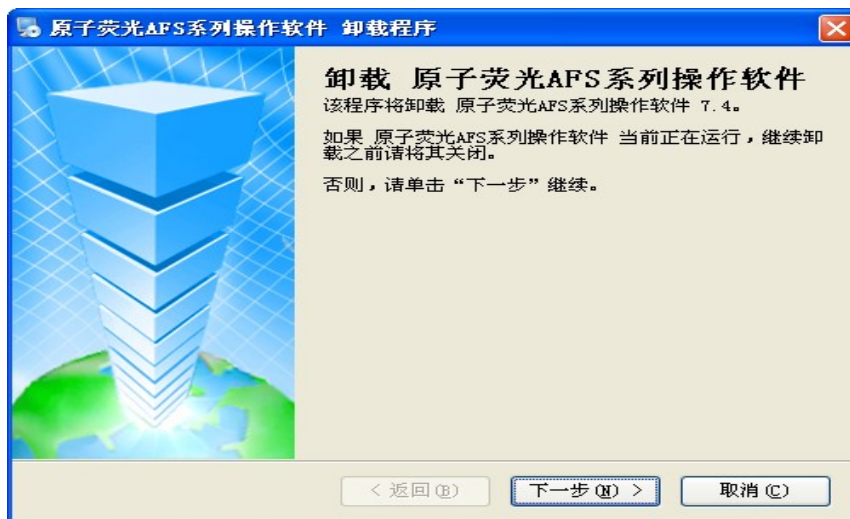 原子荧光AFS系列操作软件 卸载程序
卸载 原子荧光AFS系列操作软件
该程序将卸载 原子荧光AFS系列操作软件 7.4。
如果 原子荧光AFS系列操作软件 当前正在运行，继续卸
载之前请将其关闭。
否则，请单击“下一步”继续。
< 返回(B)
下一步(N) >
取消(C)